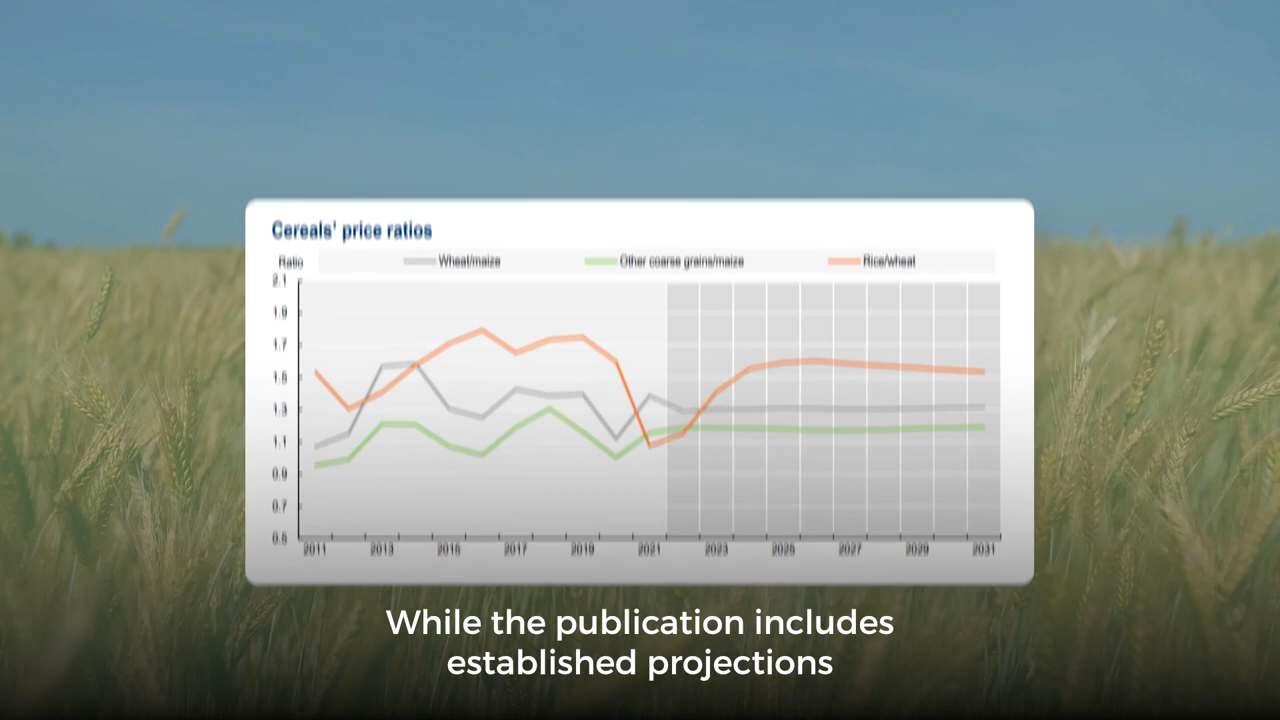 Cereals' price ratios
Ratio
Wheat/maize Other coarse grains/maize Rice/wheat
2.1
1.9
1.7
1.5
1.3
1.1
0.9
0.7
0.5
2011 2013 2015 2017 2019 2021 2023 2025 2027 2029 2031
While the publication includes
established projections